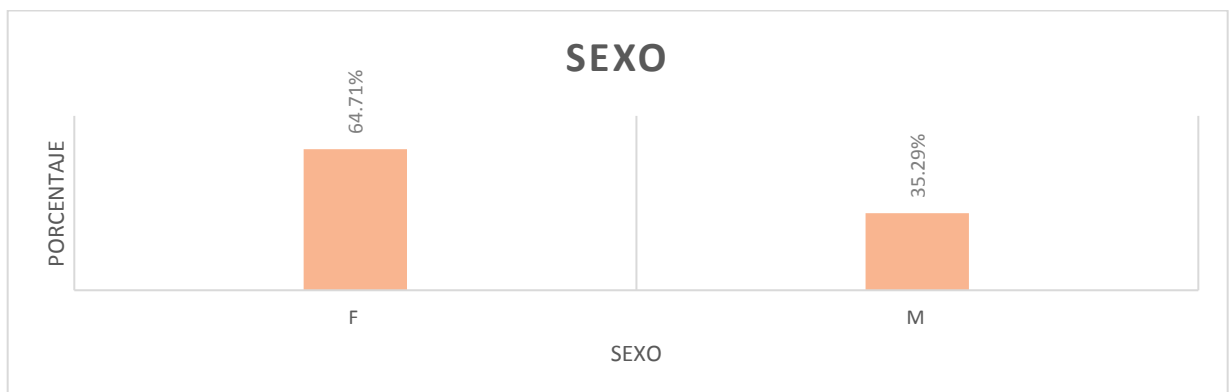 SEXO
64.71%
35.29%
PORCENTAJE
F
M
SEXO